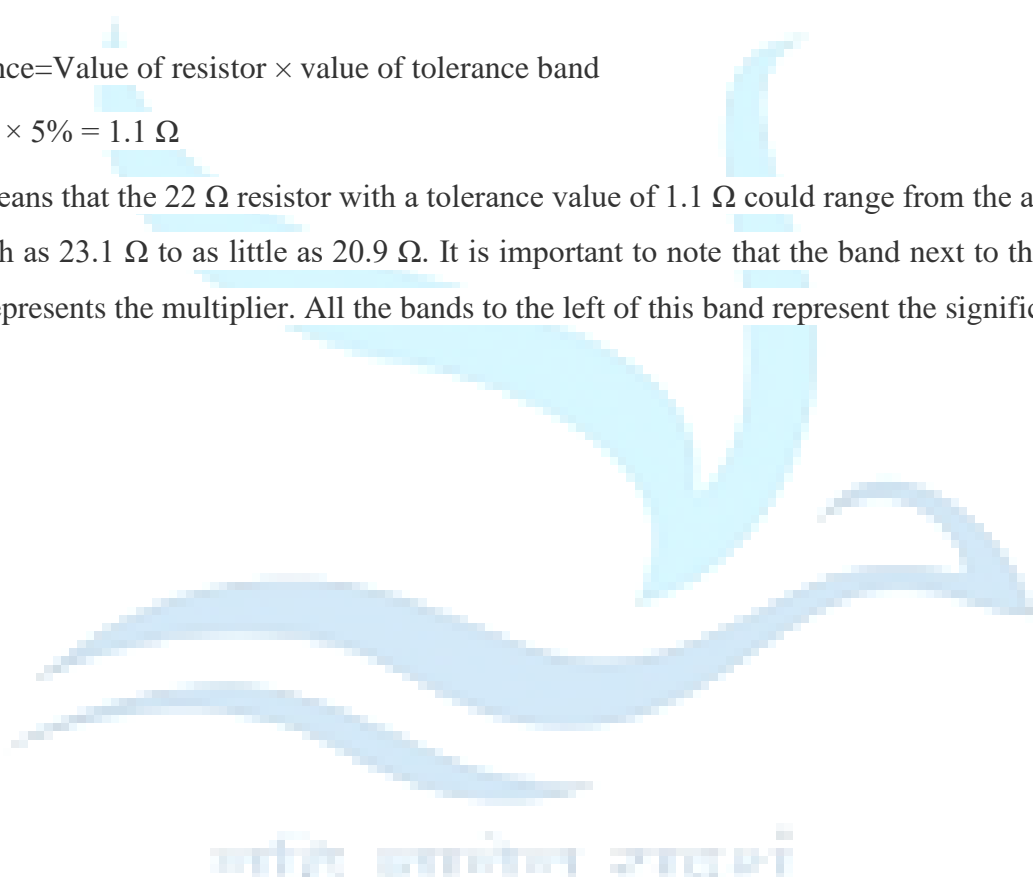 nce=Value of resistor × value of tolerance band
× 5% = 1.1 Ω
eans that the 22 Ω resistor with a tolerance value of 1.1 Ω could range from the a
h as 23.1 Ω to as little as 20.9 Ω. It is important to note that the band next to th
presents the multiplier. All the bands to the left of this band represent the signific